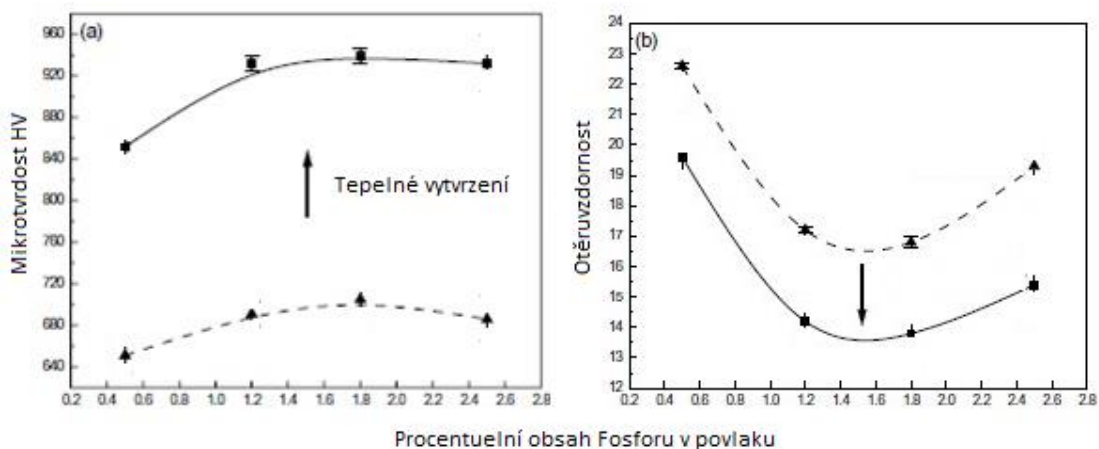 (a)
Mikrotvrdost HV
960
920
880
840
800
760
720
680
640
Tepelné vytvrzení
0.2 0.4 0.6 0.8 1.0 1.2 1.4 1.6 1.8 2.0 2.2 2.4 2.6 2.8
(b)
Otěruvzdornost
24
23
22
21
20
19
18
17
16
15
14
13
12
0.2 0.4 0.6 0.8 1.0 1.2 1.4 1.6 1.8 2.0 2.2 2.4 2.6 2.8
Procentuelní obsah Fosforu v povlaku